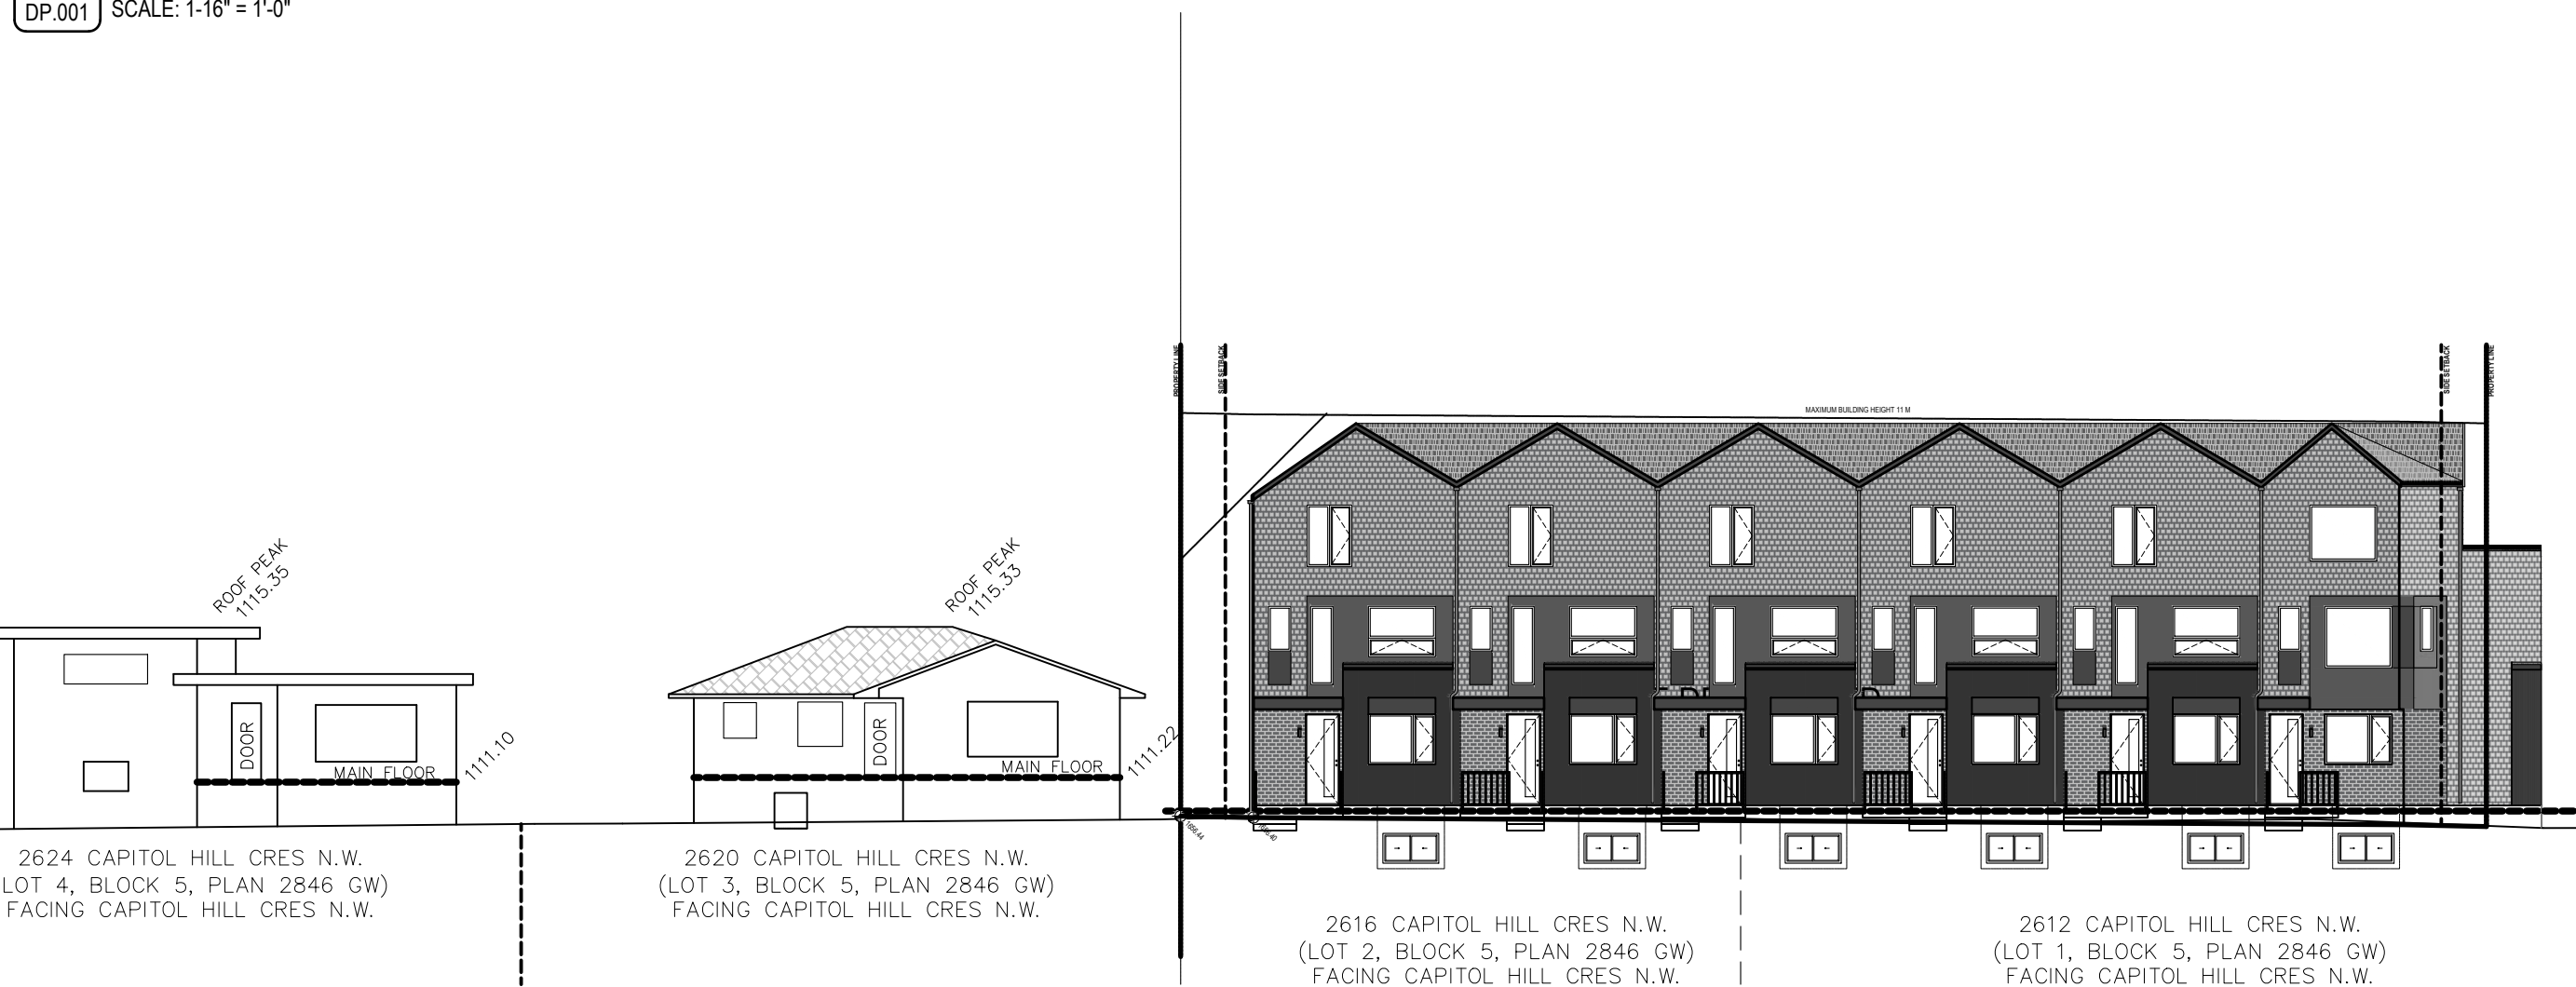 DP.001
SCALE: 1-16" = 1'-0"
PROPERTY LINE
SIDE SETBACK
MAXIMUM BUILDING HEIGHT 11 M
SIDE SETBACK
PROPERTY LINE
ROOF PEAK
1115.35
ROOF PEAK
1115.33
DOOR
MAIN FLOOR
1111.10
DOOR
MAIN FLOOR
1111.22
2624 CAPITOL HILL CRES N.W.
LOT 4, BLOCK 5, PLAN 2846 GW)
FACING CAPITOL HILL CRES N.W.
2620 CAPITOL HILL CRES N.W.
(LOT 3, BLOCK 5, PLAN 2846 GW)
FACING CAPITOL HILL CRES N.W.
2616 CAPITOL HILL CRES N.W.
(LOT 2, BLOCK 5, PLAN 2846 GW)
FACING CAPITOL HILL CRES N.W.
2612 CAPITOL HILL CRES N.W.
(LOT 1, BLOCK 5, PLAN 2846 GW)
FACING CAPITOL HILL CRES N.W.